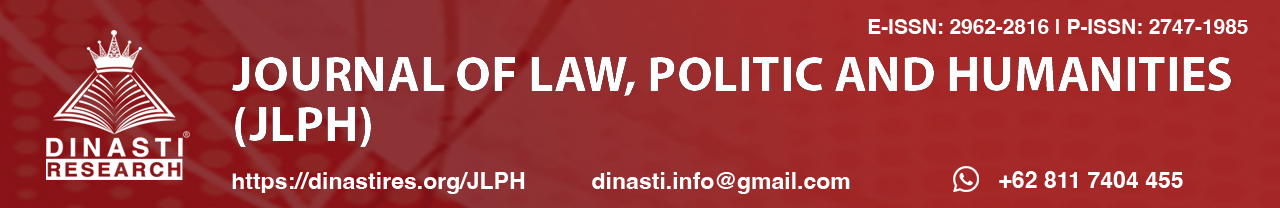 E-ISSN: 2962-2816 | P-ISSN: 2747-1985
JOURNAL OF LAW, POLITIC AND HUMANITIES
(JLPH)
DINASTI®
RESEARCH
https://dinastires.org/JLPH dinasti.info@gmail.com +62 811 7404 455